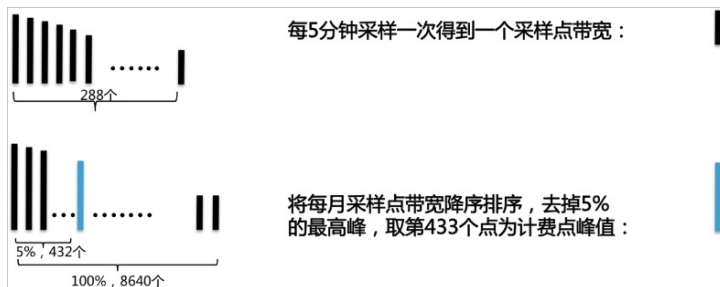 每5分钟采样一次得到一个采样点带宽：
288个
将每月采样点带宽降序排序，去掉5%
的最高峰，取第433个点为计费点峰值：
5%，432个
100%，8640个